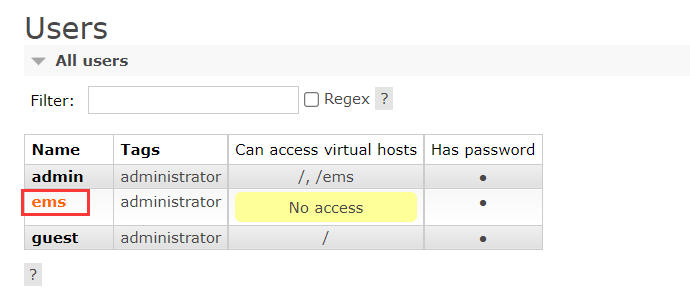 Users
All users
Filter: Regex ?
Name Tags Can access virtual hosts Has password
admin administrator /, /ems ●
ems administrator No access ●
guest administrator / ●
?